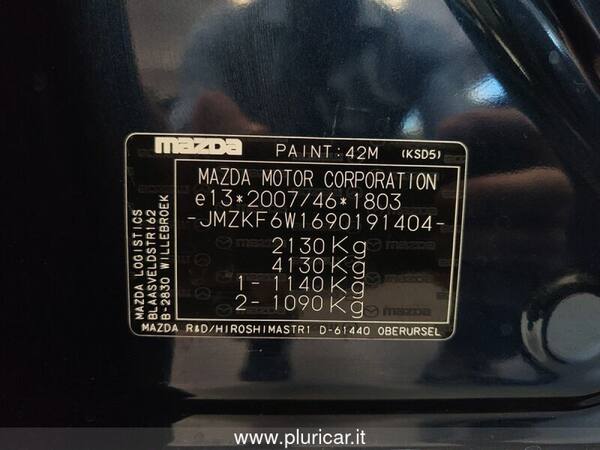 mazda PAINT:42M (KSD5)
MAZDA MOTOR CORPORATION
e13*2007/46*1803
-JMZKF6W1690191404-
2130Kg
4130Kg
1- 1140Kg
2- 1090Kg
MAZDA LOGISTICS
BLAASVELDSTR162
B-2830 WILLEBROEK
MAZDA R&D/HIROSHIMASTR1 D-61440 OBERURSEL
www.pluricar.it